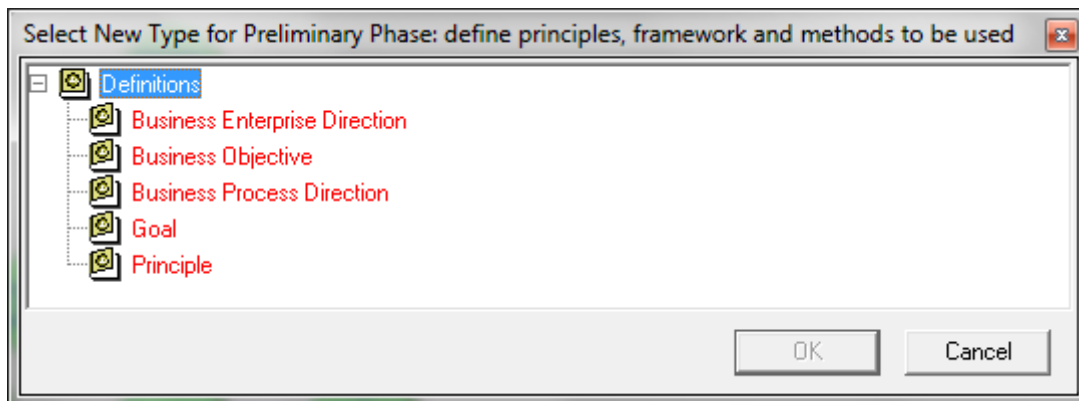 Select New Type for Preliminary Phase: define principles, framework and methods to be used
Definitions
Business Enterprise Direction
Business Objective
Business Process Direction
Goal
Principle
OK
Cancel